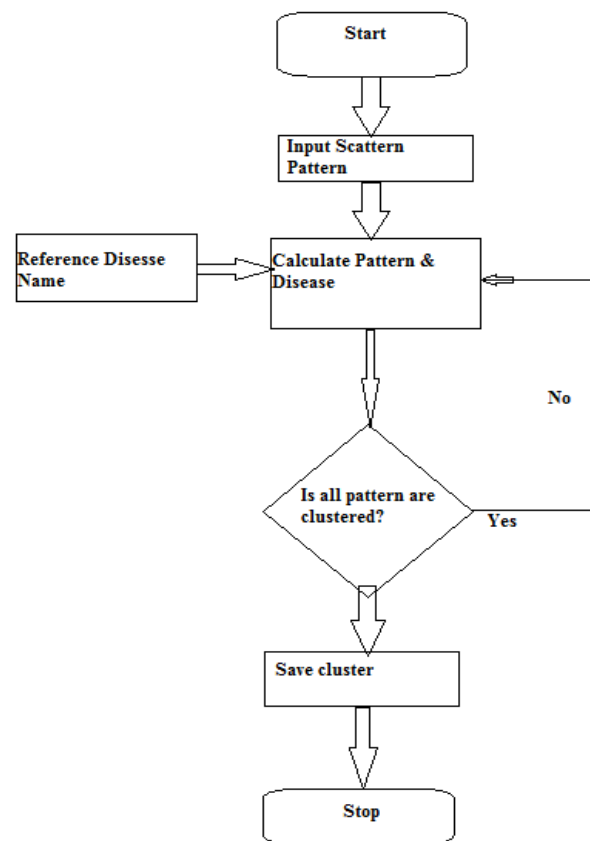 Start
Input Scattern
Pattern
Reference Disesse
Name
Calculate Pattern &
Disease
No
Is all pattern are
clustered?
Yes
Save cluster
Stop